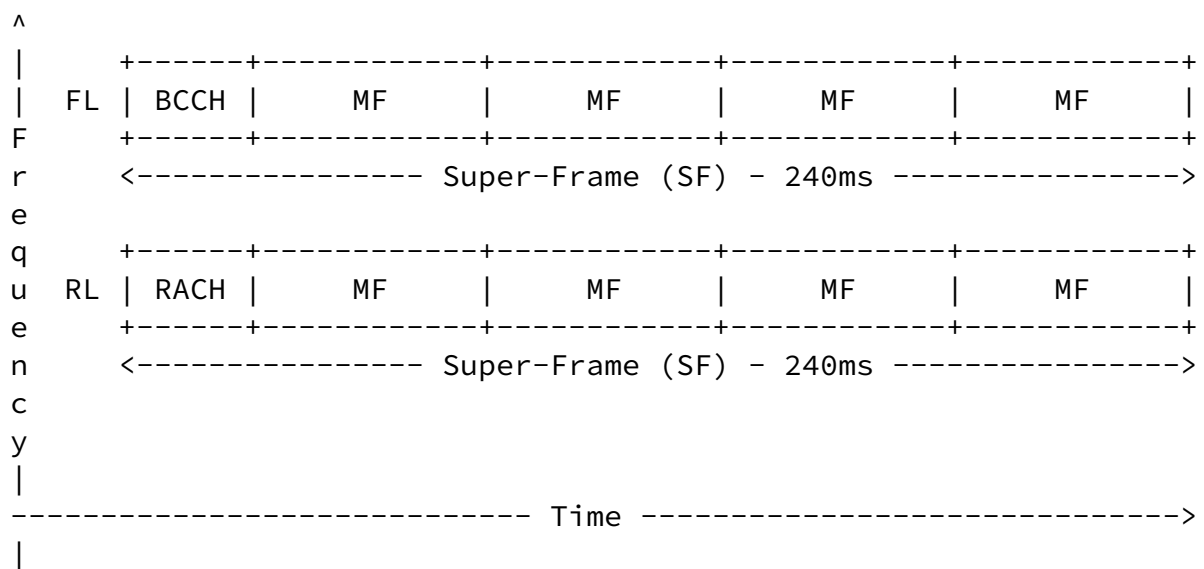 ^
|     +------+------------+------------+------------+------------+
|  FL | BCCH |     MF     |     MF     |     MF     |     MF     |
F     +------+------------+------------+------------+------------+
r     <---------------- Super-Frame (SF) - 240ms ---------------->
e
q     +------+------------+------------+------------+------------+
u  RL | RACH |     MF     |     MF     |     MF     |     MF     |
e     +------+------------+------------+------------+------------+
n     <---------------- Super-Frame (SF) - 240ms ---------------->
c
y
|
----------------------------- Time ------------------------------>
|